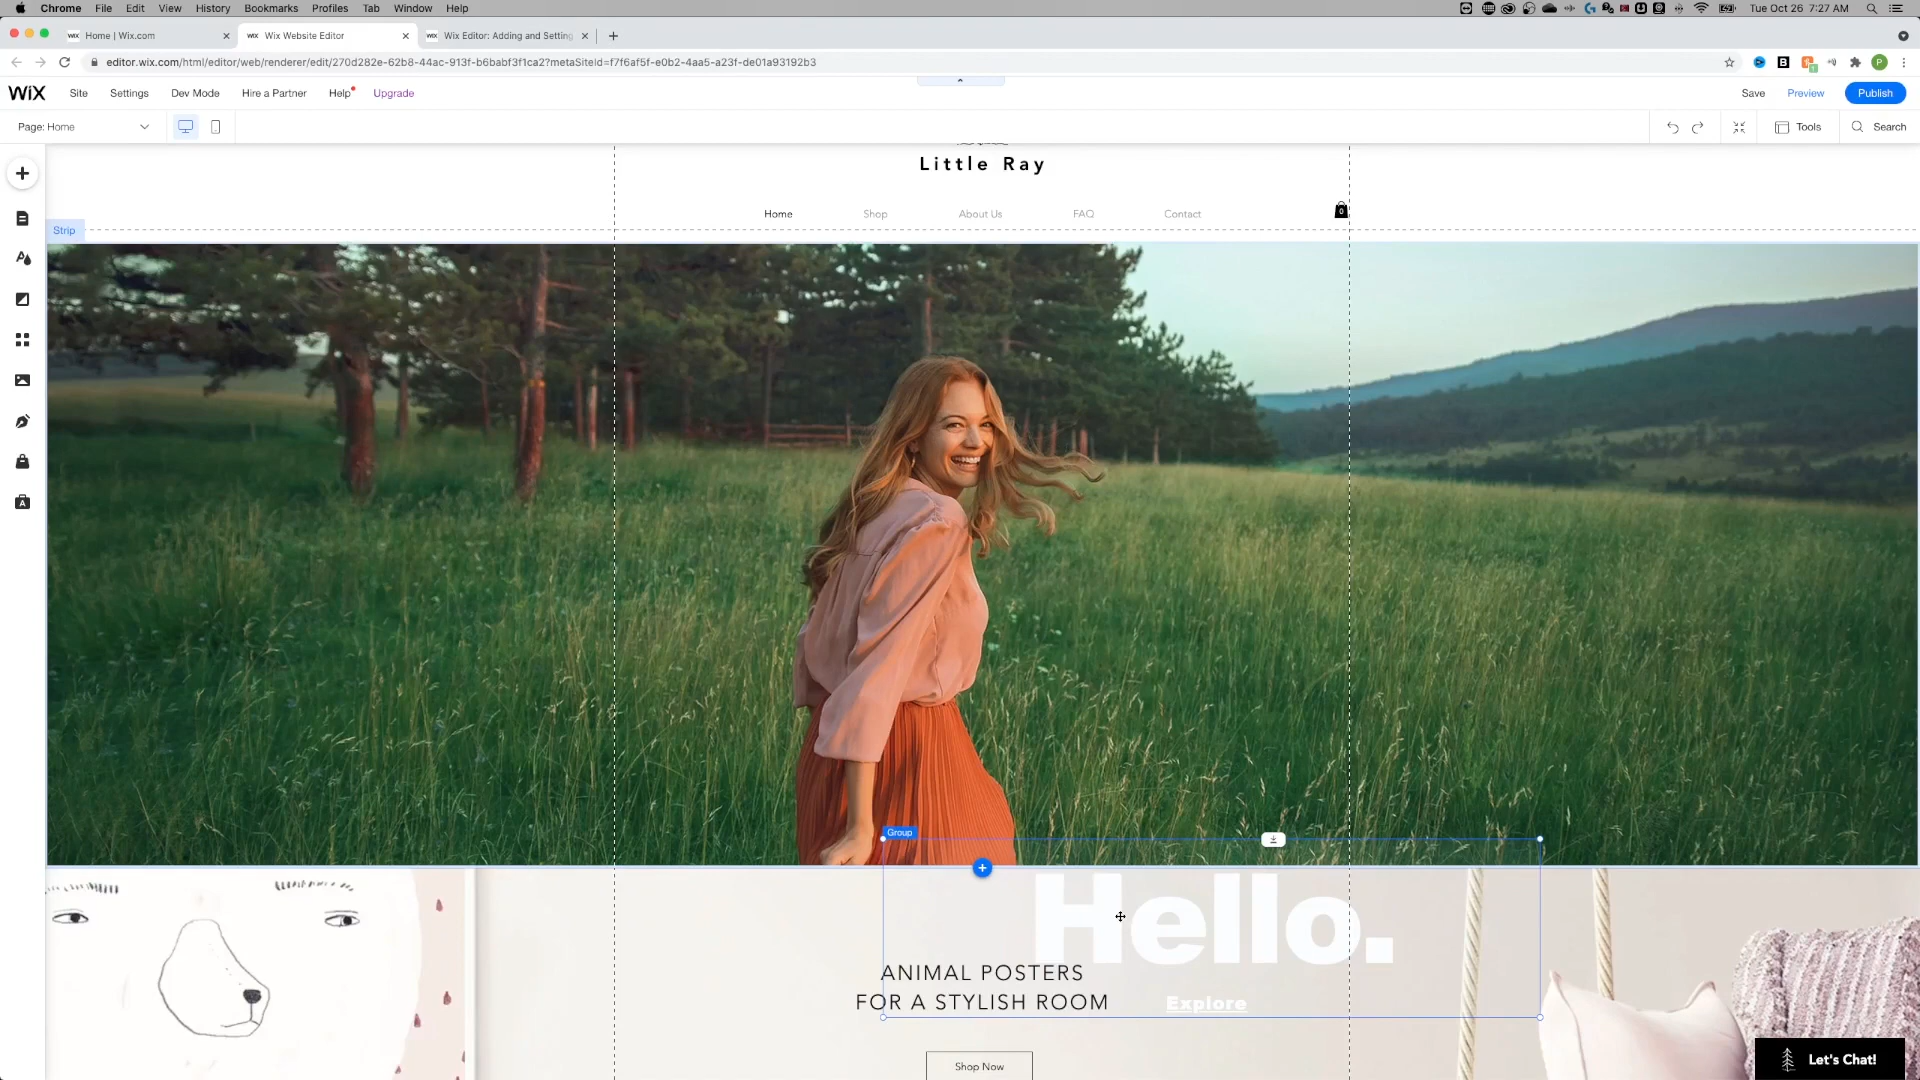 Chrome File Edit View History Bookmarks Profiles Tab Window Help Tue Oct 26 7:27 AM
WIX Home | Wix.com WIX Wix Website Editor WIX Wix Editor: Adding and Setting
editor.wix.com/html/editor/web/renderer/edit/270d282e-62b8-44ac-913f-b6babf3f1ca2?metaSiteId=f7f6af5f-e0b2-4aa5-a23f-de01a93192b3
WiX Site Settings Dev Mode Hire a Partner Help Upgrade Save Preview Publish
Page: Home Tools Search
Little Ray
Home Shop About Us FAQ Contact 0
Strip
Group
Hello.
ANIMAL POSTERS
FOR A STYLISH ROOM
Explore
Shop Now
Let's Chat!